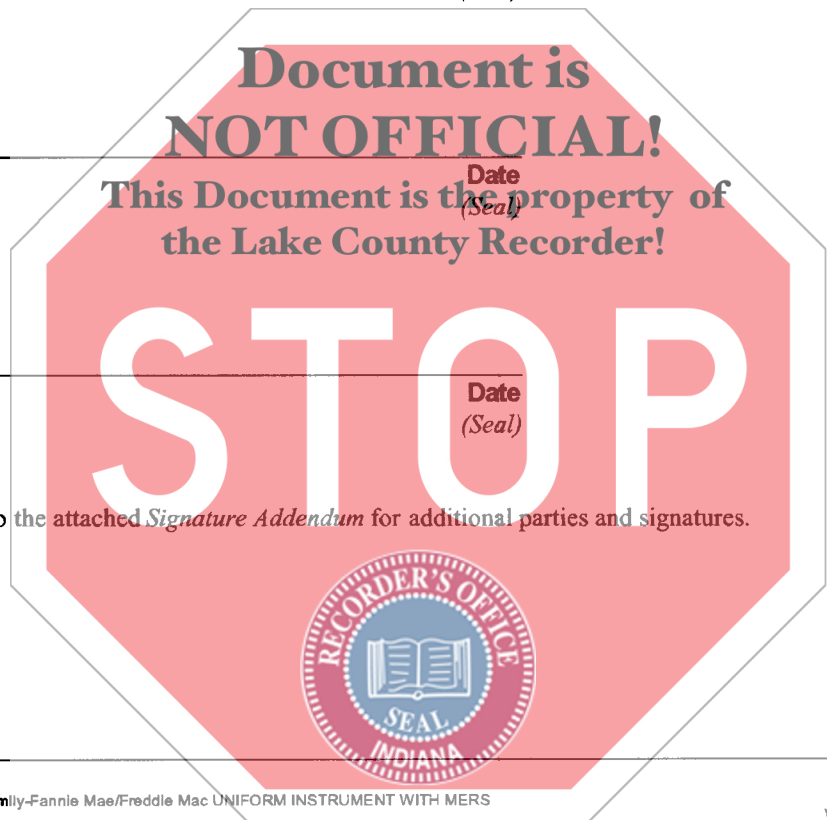 Document is
NOT OFFICIAL!
Date
This Document is the property of
(Seal)
the Lake County Recorder!
STOP
Date
(Seal)
the attached Signature Addendum for additional parties and signatures.
RECORDER'S OFFICE
SEAL
INDIANA
Fannie Mae/Freddie Mac UNIFORM INSTRUMENT WITH MERS